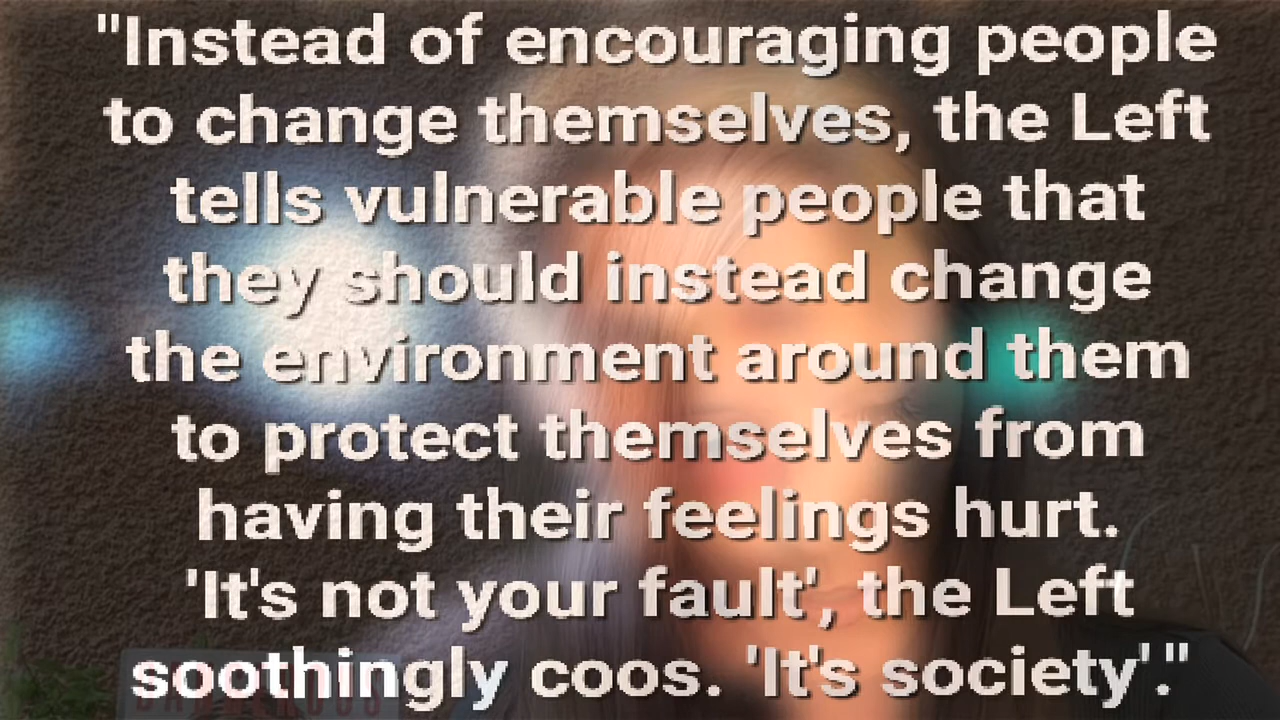 "Instead of encouraging people
to change themselves, the Left
tells vulnerable people that
they should instead change
the environment around them
to protect themselves from
having their feelings hurt.
'It's not your fault', the Left
soothingly coos. 'It's society'."